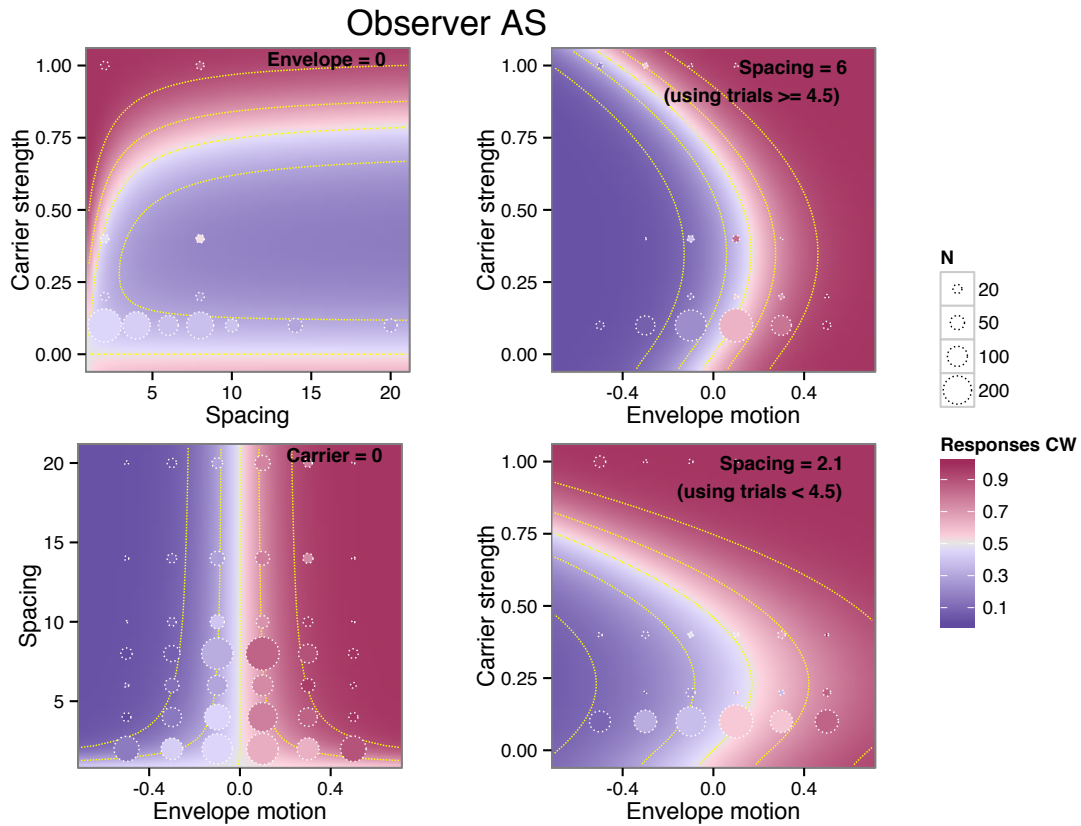 Observer AS
Envelope = 0
Carrier strength
1.00
0.75
0.50
0.25
0.00
5
10
15
20
Spacing
Spacing = 6
(using trials >= 4.5)
Carrier strength
1.00
0.75
0.50
0.25
0.00
-0.4
0.0
0.4
Envelope motion
Carrier = 0
Spacing
20
15
10
5
-0.4
0.0
0.4
Envelope motion
Spacing = 2.1
(using trials < 4.5)
Carrier strength
1.00
0.75
0.50
0.25
0.00
-0.4
0.0
0.4
Envelope motion
N
20
50
100
200
Responses CW
0.9
0.7
0.5
0.3
0.1